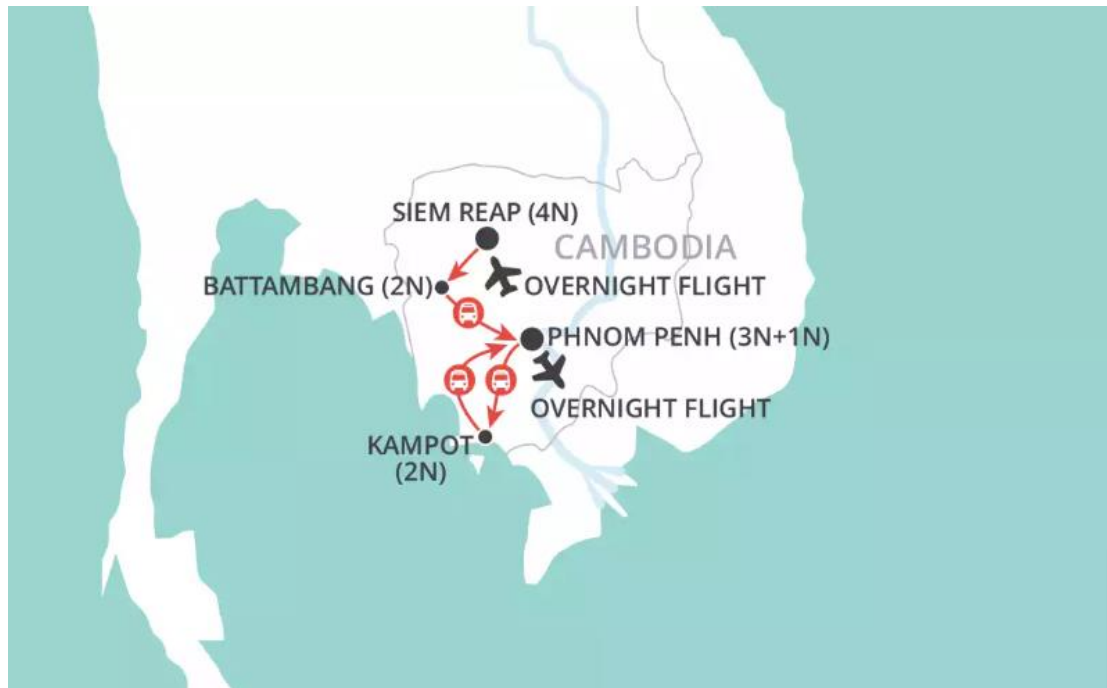 SIEM REAP (4N)
CAMBODIA
BATTAMBANG (2N)
OVERNIGHT FLIGHT
PHNOM PENH (3N+1N)
OVERNIGHT FLIGHT
KAMPOT
(2N)